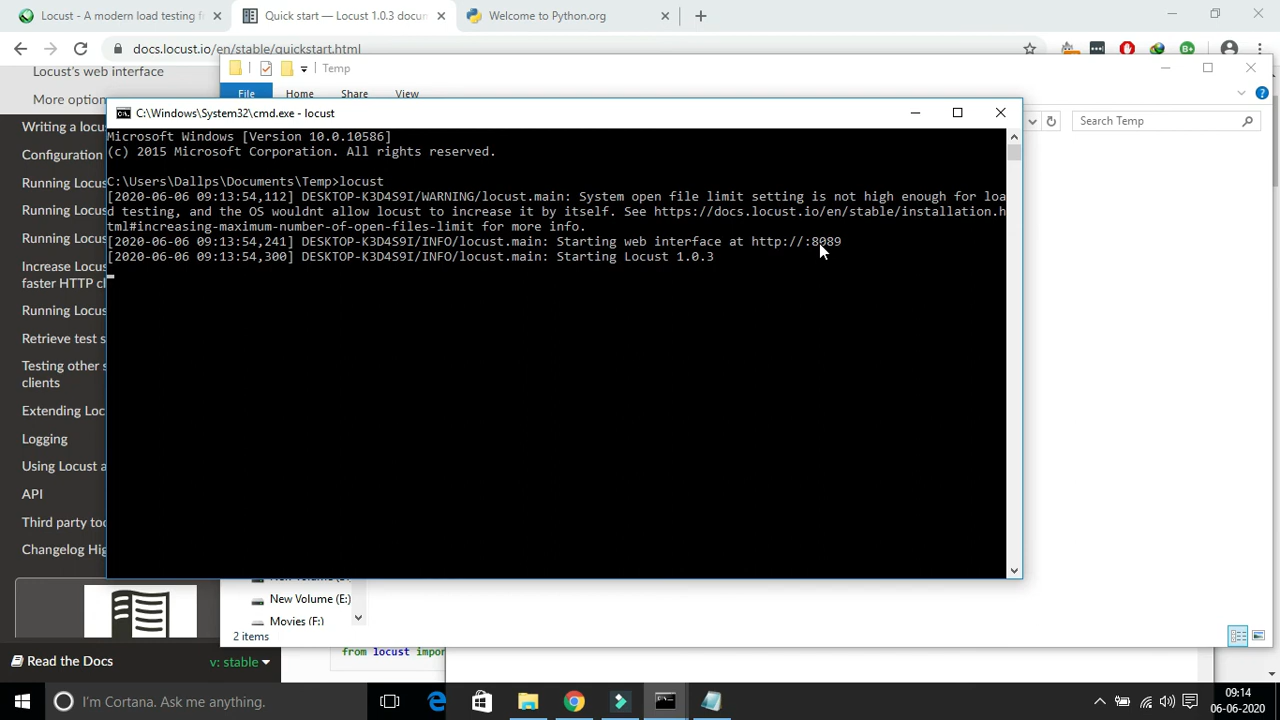 Locust - A modern load testing f
Quick start — Locust 1.0.3 docum
Welcome to Python.org
docs.locust.io/en/stable/quickstart.html
Locust's web interface
More option
Writing a locu
Configuration
Running Locu
Running Locu
Running Locu
Increase Locu
faster HTTP cl
Running Locus
Retrieve test s
Testing other s
clients
Extending Loc
Logging
Using Locust a
API
Third party too
Changelog Hig
Read the Docs
v: stable
Temp
File
Home
Share
View
Search Temp
C:\Windows\System32\cmd.exe - locust
Microsoft Windows [Version 10.0.10586]
(c) 2015 Microsoft Corporation. All rights reserved.
C:\Users\Dallps\Documents\Temp>locust
[2020-06-06 09:13:54,112] DESKTOP-K3D4S9I/WARNING/locust.main: System open file limit setting is not high enough for loa
d testing, and the OS wouldnt allow locust to increase it by itself. See https://docs.locust.io/en/stable/installation.h
tml#increasing-maximum-number-of-open-files-limit for more info.
[2020-06-06 09:13:54,241] DESKTOP-K3D4S9I/INFO/locust.main: Starting web interface at http://:8089
[2020-06-06 09:13:54,300] DESKTOP-K3D4S9I/INFO/locust.main: Starting Locust 1.0.3
New Volume (E:)
Movies (F:)
2 items
from locust impor
I'm Cortana. Ask me anything.
09:14
06-06-2020